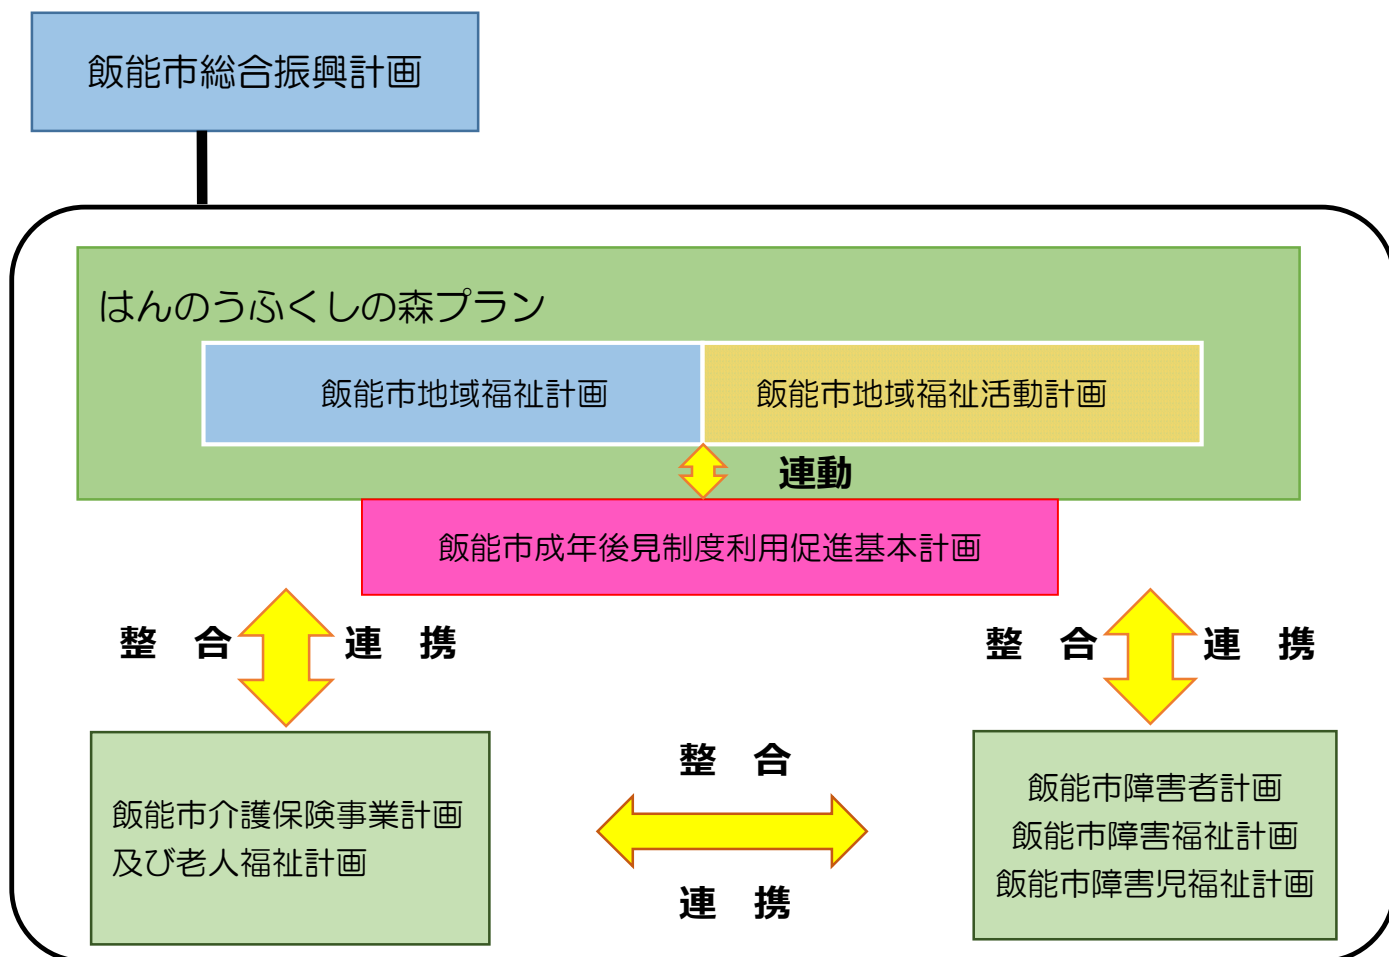 飯能市総合振興計画
はんのうふくしの森プラン
飯能市地域福祉計画
飯能市地域福祉活動計画
連動
飯能市成年後見制度利用促進基本計画
整　合
連　携
整　合
連　携
飯能市介護保険事業計画
及び老人福祉計画
整　合
連　携
飯能市障害者計画
飯能市障害福祉計画
飯能市障害児福祉計画